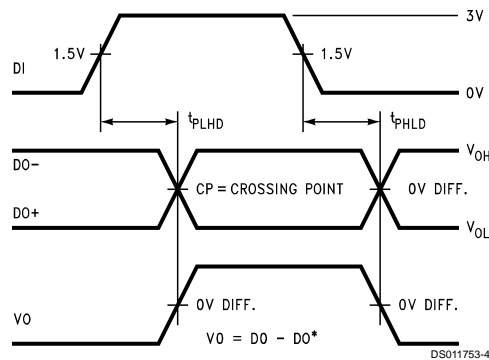 3V
1.5V
1.5V
DI
0V
tPLHD
tPHLD
DO−
VOH
CP = CROSSING POINT
0V DIFF.
DO+
VOL
0V DIFF.
0V DIFF.
VO
VO = DO - DO*
DS011753-4